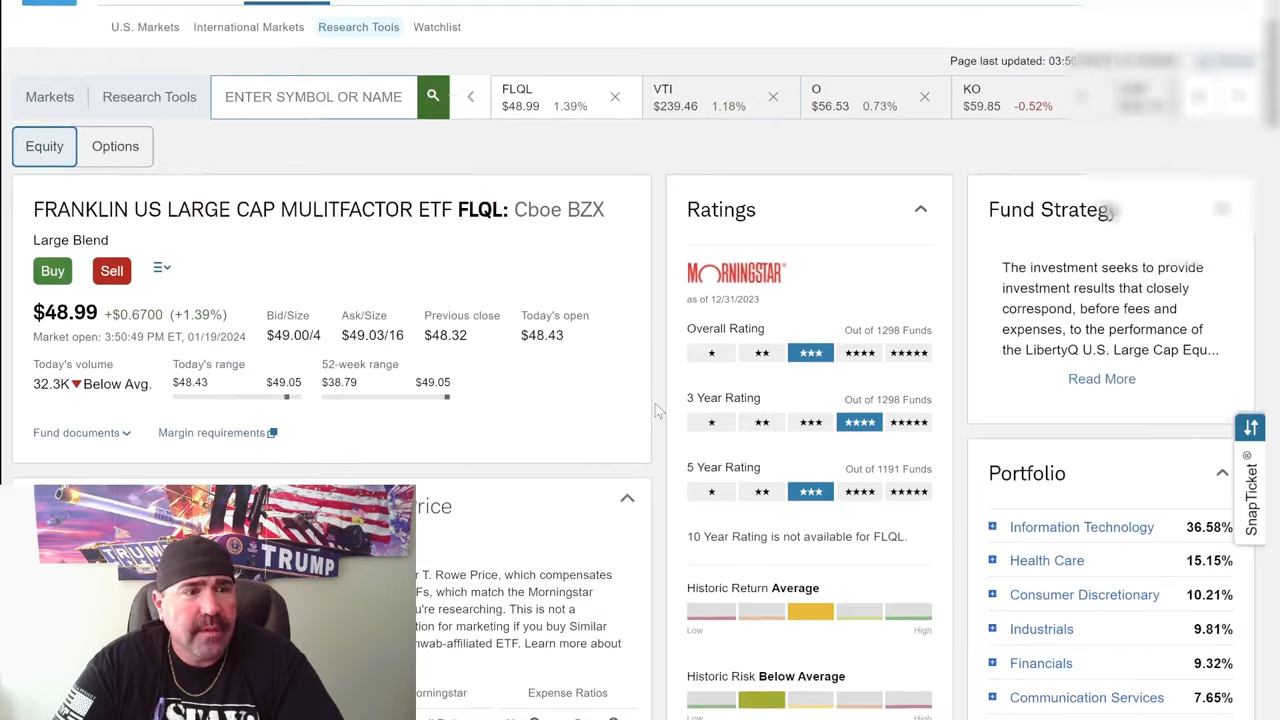 U.S. Markets International Markets Research Tools Watchlist
Page last updated: 03:50
Markets Research Tools ENTER SYMBOL OR NAME
FLQL VTI O KO
$48.99 1.39% $239.46 1.18% $56.53 0.73% $59.85 -0.52%
Equity Options
FRANKLIN US LARGE CAP MULITFACTOR ETF FLQL: Cboe BZX
Large Blend
Buy Sell
$48.99 +$0.6700 (+1.39%)
Market open: 3:50:49 PM ET, 01/19/2024
Bid/Size Ask/Size Previous close Today's open
$49.00/4 $49.03/16 $48.32 $48.43
Today's volume Today's range 52-week range
32.3K Below Avg. $48.43 $49.05 $38.79 $49.05
Fund documents Margin requirements
rice
r T. Rowe Price, which compensates
Fs, which match the Morningstar
u're researching. This is not a
tion for marketing if you buy Similar
hwab-affiliated ETF. Learn more about
orningstar Expense Ratios
TRUMP
TRUMP
Ratings
MORNINGSTAR
as of 12/31/2023
Overall Rating Out of 1298 Funds
★ ★★ ★★★ ★★★★ ★★★★★
3 Year Rating Out of 1298 Funds
★ ★★ ★★★ ★★★★ ★★★★★
5 Year Rating Out of 1191 Funds
★ ★★ ★★★ ★★★★ ★★★★★
10 Year Rating is not available for FLQL.
Historic Return Average
Low High
Historic Risk Below Average
Low High
Fund Strategy
The investment seeks to provide
investment results that closely
correspond, before fees and
expenses, to the performance of
the LibertyQ U.S. Large Cap Equ...
Read More
Portfolio
Information Technology 36.58%
Health Care 15.15%
Consumer Discretionary 10.21%
Industrials 9.81%
Financials 9.32%
Communication Services 7.65%
SnapTicket ®